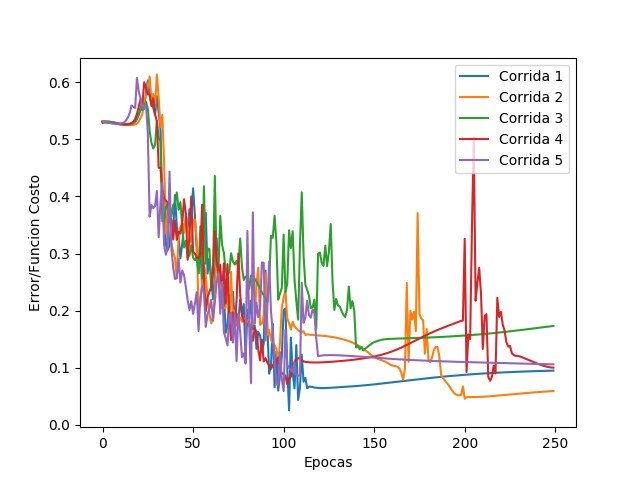 Corrida 1
Corrida 2
Corrida 3
Corrida 4
Corrida 5
Error/Funcion Costo
0.6
0.5
0.4
0.3
0.2
0.1
0.0
0 50 100 150 200 250
Epocas